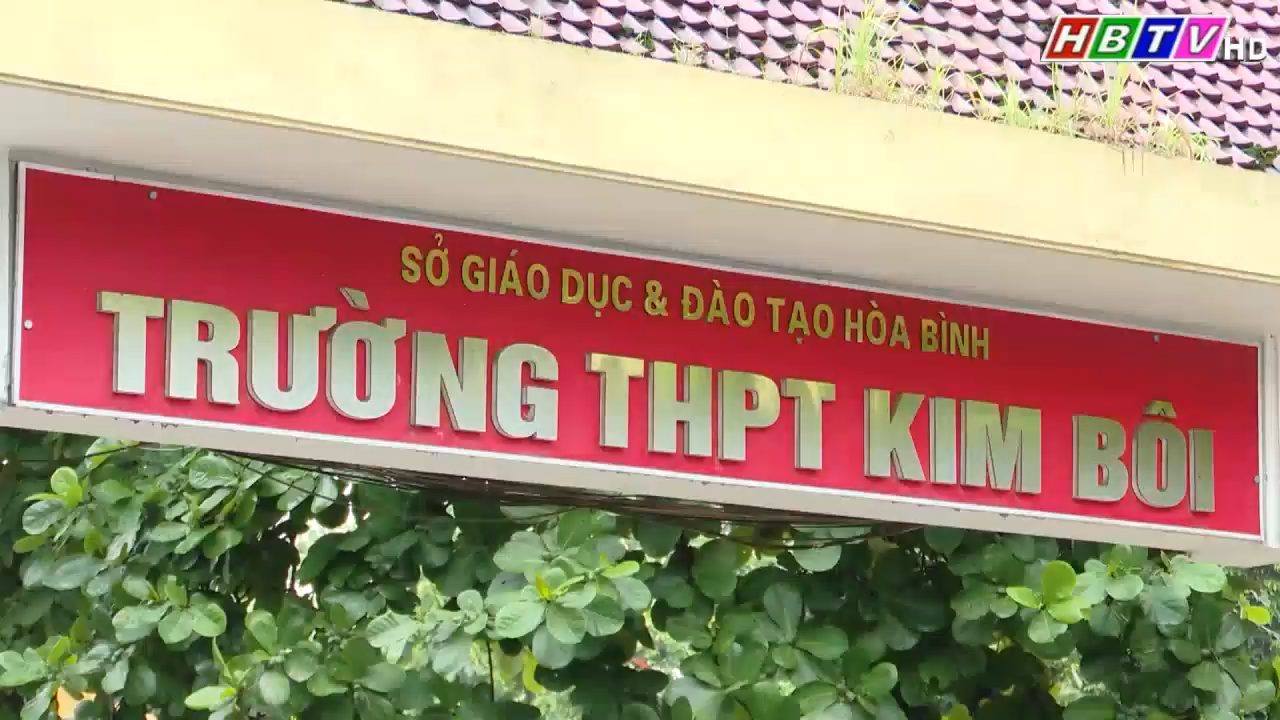 HBTV HD
SỞ GIÁO DỤC & ĐÀO TẠO HÒA BÌNH
TRƯỜNG THPT KIM BÔI